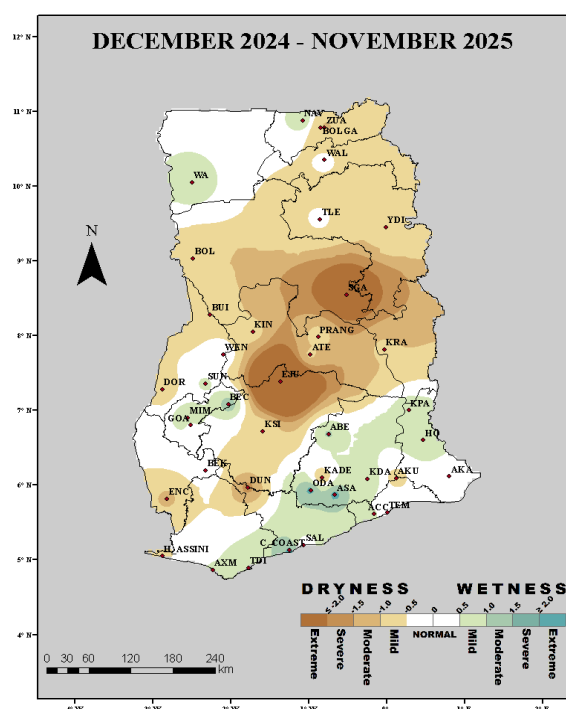 DECEMBER 2024 - NOVEMBER 2025
12° N
11° N
10° N
9° N
8° N
7° N
6° N
5° N
4° N
N
NAV
ZUA
BOLGA
WAL
WA
TLE
YDI
BOL
SGA
BUI
KIN
PRANG
WEN
ATE
KRA
EJU
SUN
DOR
BEC
MIM
GOA
KPA
KSI
ABE
HO
BEK
KADE
KDA
AKU
AKA
DUN
ODA
ENC
ASA
ACC
TEM
SAL
C_COAST
H_ASSINI
AXM
TDI
DRYNESS WETNESS
≤ -2.0 -1.5 -1.0 -0.5 0 0.5 1.0 1.5 ≥ 2.0
NORMAL
Extreme Severe Moderate Mild Mild Moderate Severe Extreme
0 30 60 120 180 240
km